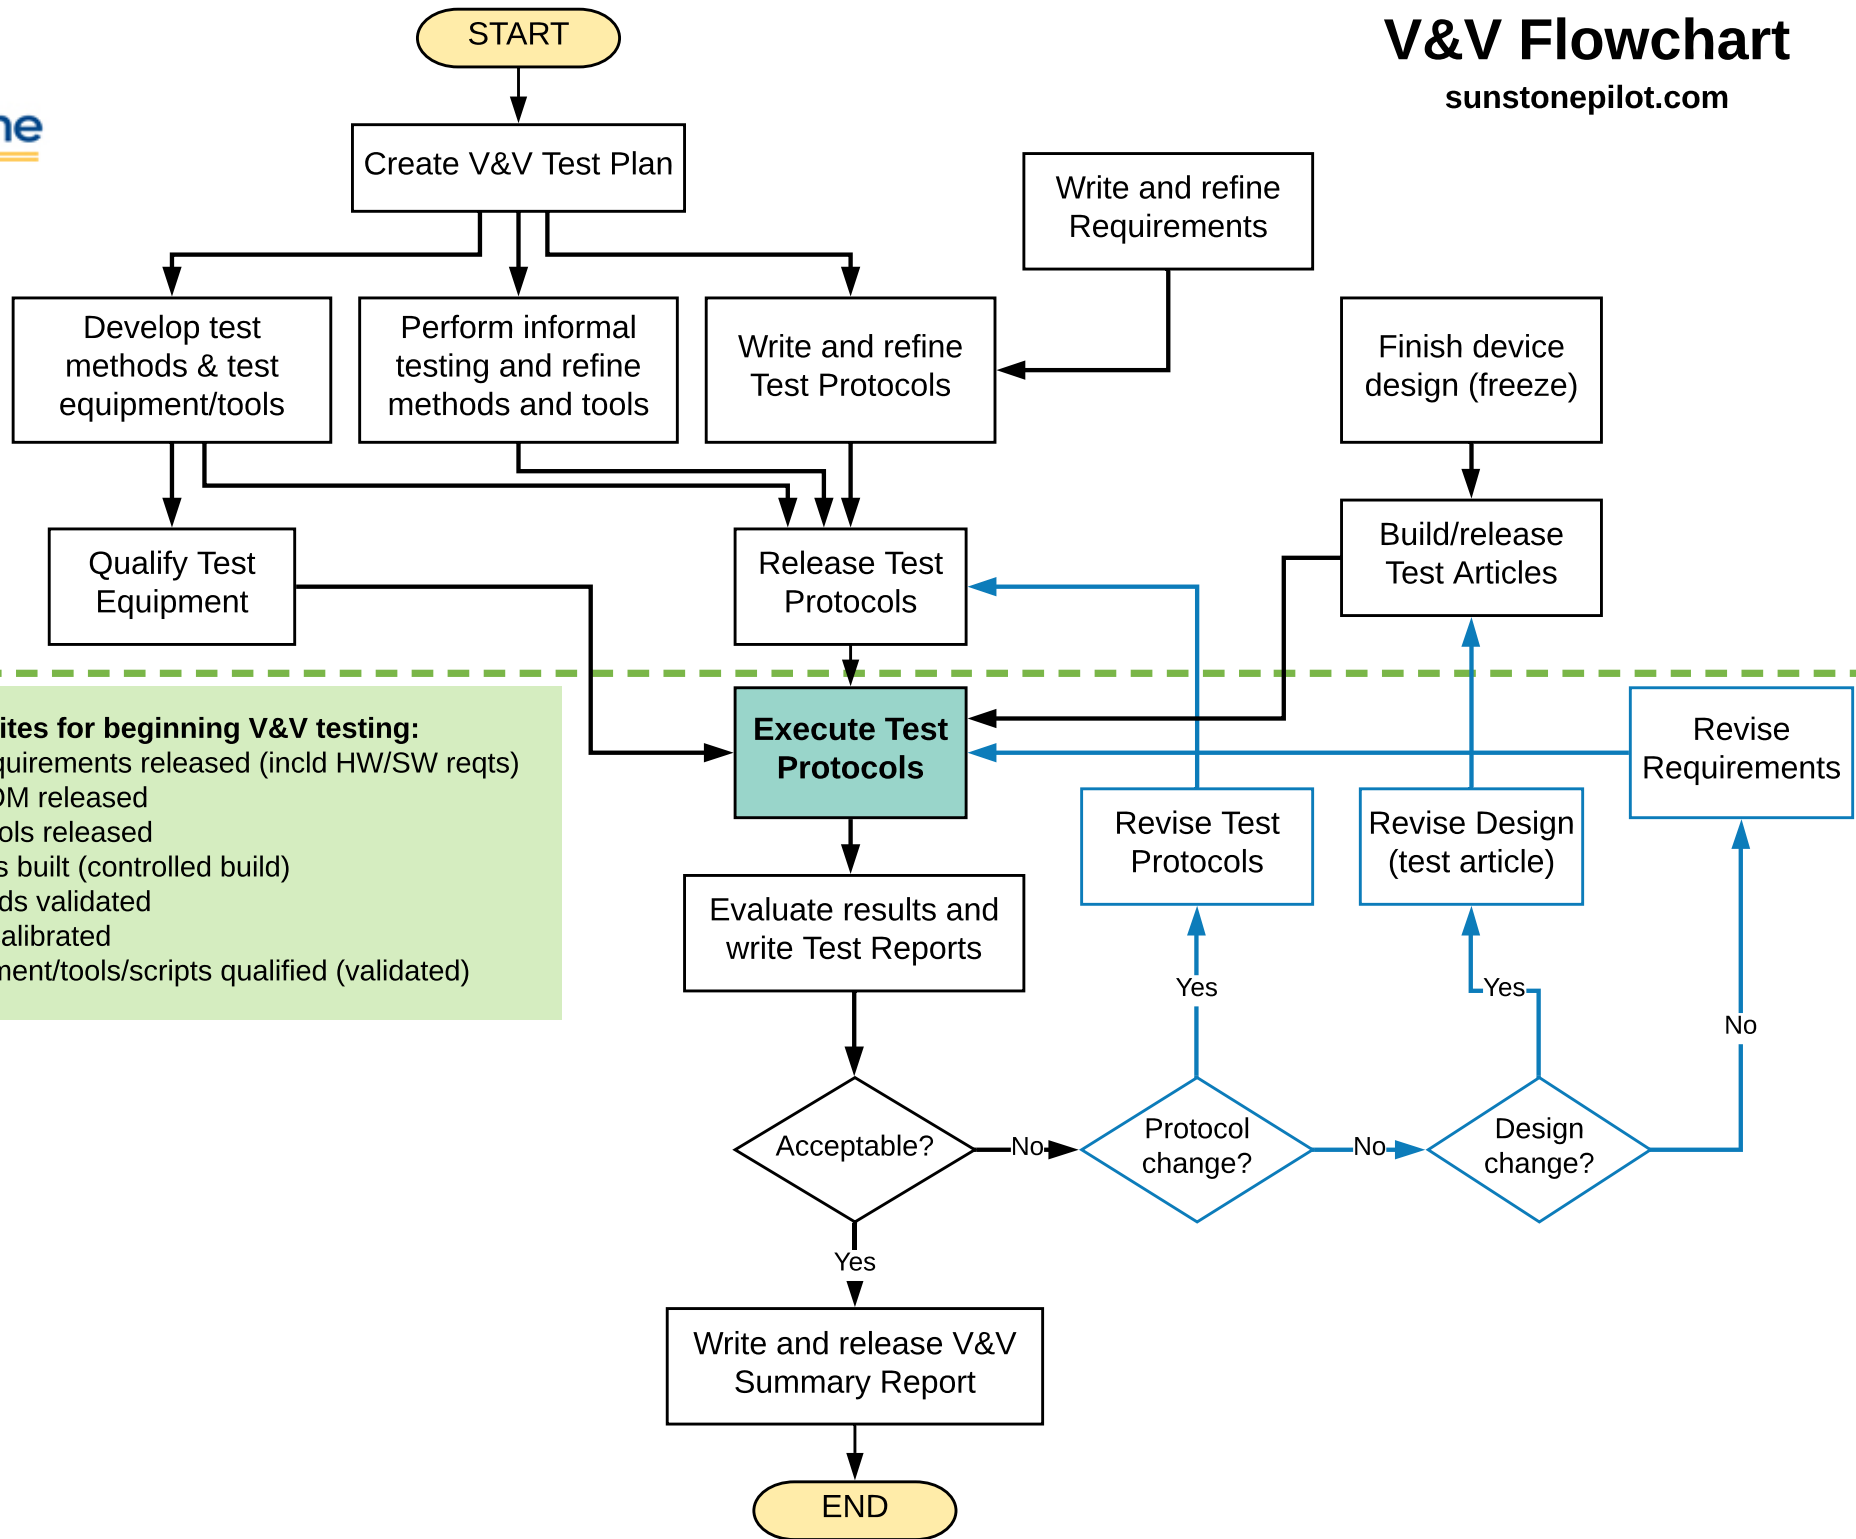 START
V&V Flowchart
sunstonepilot.com
ne
Create V&V Test Plan
Write and refine
Requirements
Develop test
methods & test
equipment/tools
Perform informal
testing and refine
methods and tools
Write and refine
Test Protocols
Finish device
design (freeze)
Qualify Test
Equipment
Release Test
Protocols
Build/release
Test Articles
ites for beginning V&V testing:
quirements released (incld HW/SW reqts)
OM released
ols released
s built (controlled build)
ds validated
alibrated
ment/tools/scripts qualified (validated)
Execute Test
Protocols
Revise
Requirements
Revise Test
Protocols
Revise Design
(test article)
Evaluate results and
write Test Reports
Yes
Yes
No
Acceptable?
No
Protocol
change?
No
Design
change?
Yes
Write and release V&V
Summary Report
END